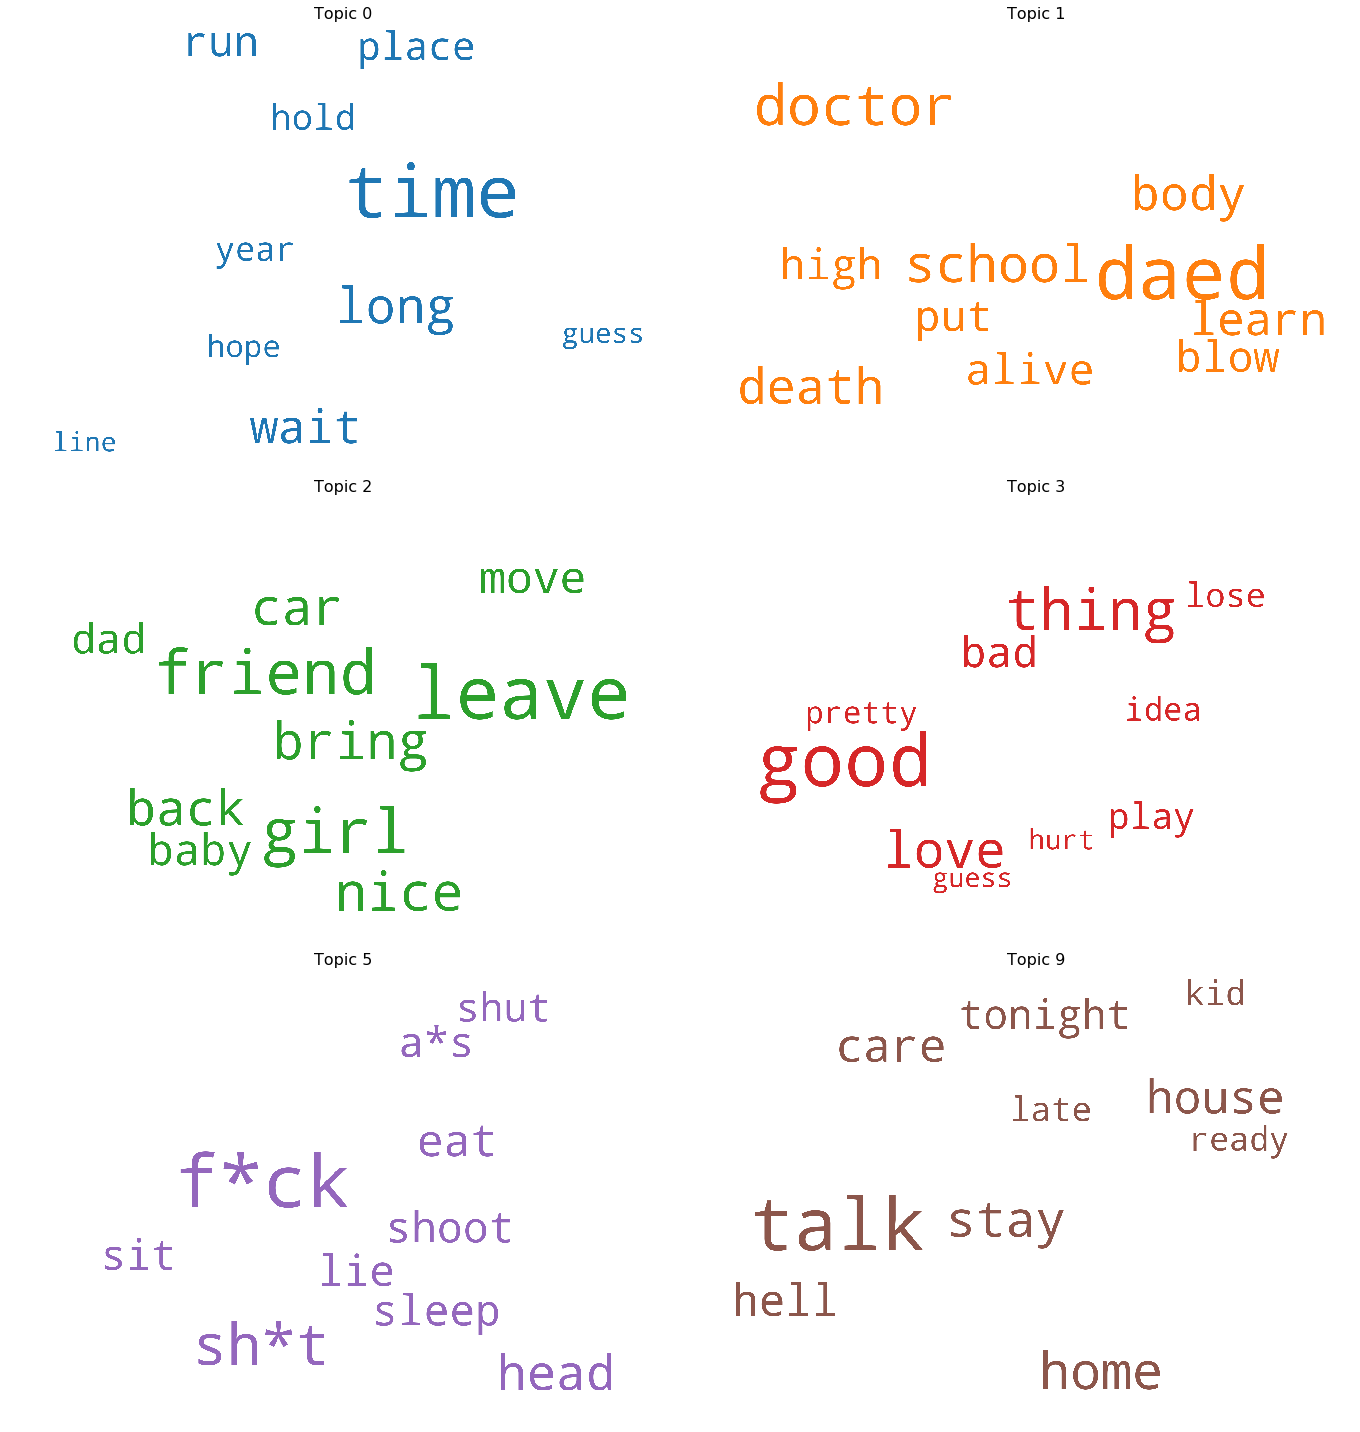 Topic 0
run place
hold
time
year
long
guess
hope
wait
line
Topic 1
doctor
body
high school daed
put learn
alive blow
death
Topic 2
move
car
dad
friend leave
bring
back
baby girl
nice
Topic 3
thing lose
bad
pretty idea
good
play
love hurt
guess
Topic 5
shut
a*s
eat
f*ck
shoot
sit lie
sleep
sh*t
head
Topic 9
kid
tonight
care
late house
ready
talk stay
hell
home